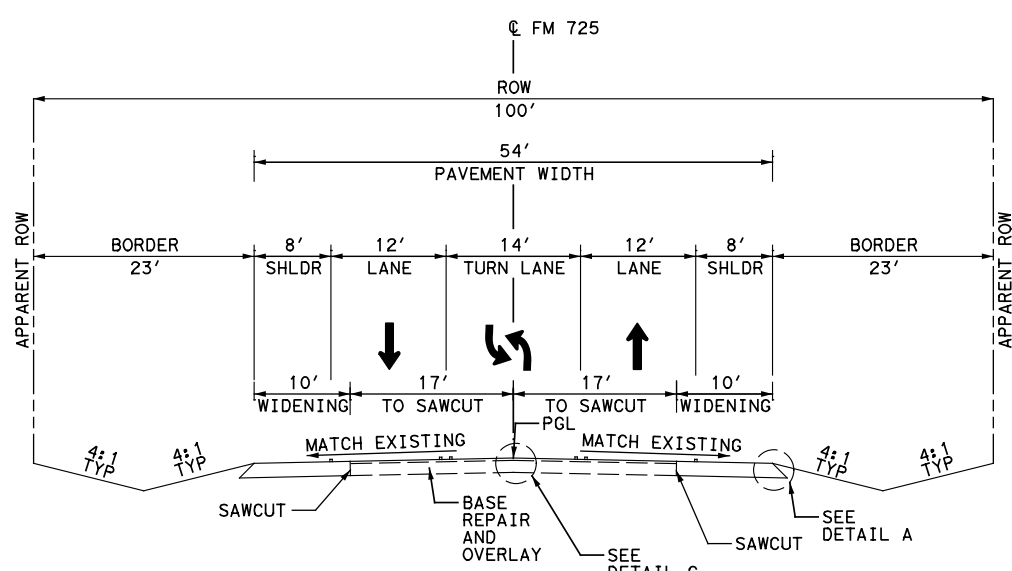 ℄ FM 725
ROW
100'
54'
PAVEMENT WIDTH
APPARENT ROW
BORDER
23'
8'
SHLDR
12'
LANE
14'
TURN LANE
12'
LANE
8'
SHLDR
BORDER
23'
APPARENT ROW
10'
WIDENING
17'
TO SAWCUT
17'
TO SAWCUT
10'
WIDENING
PGL
MATCH EXISTING
MATCH EXISTING
4:1
TYP
4:1
TYP
4:1
TYP
4:1
TYP
SAWCUT
BASE
REPAIR
AND
OVERLAY
SEE
DETAIL
SAWCUT
SEE
DETAIL A